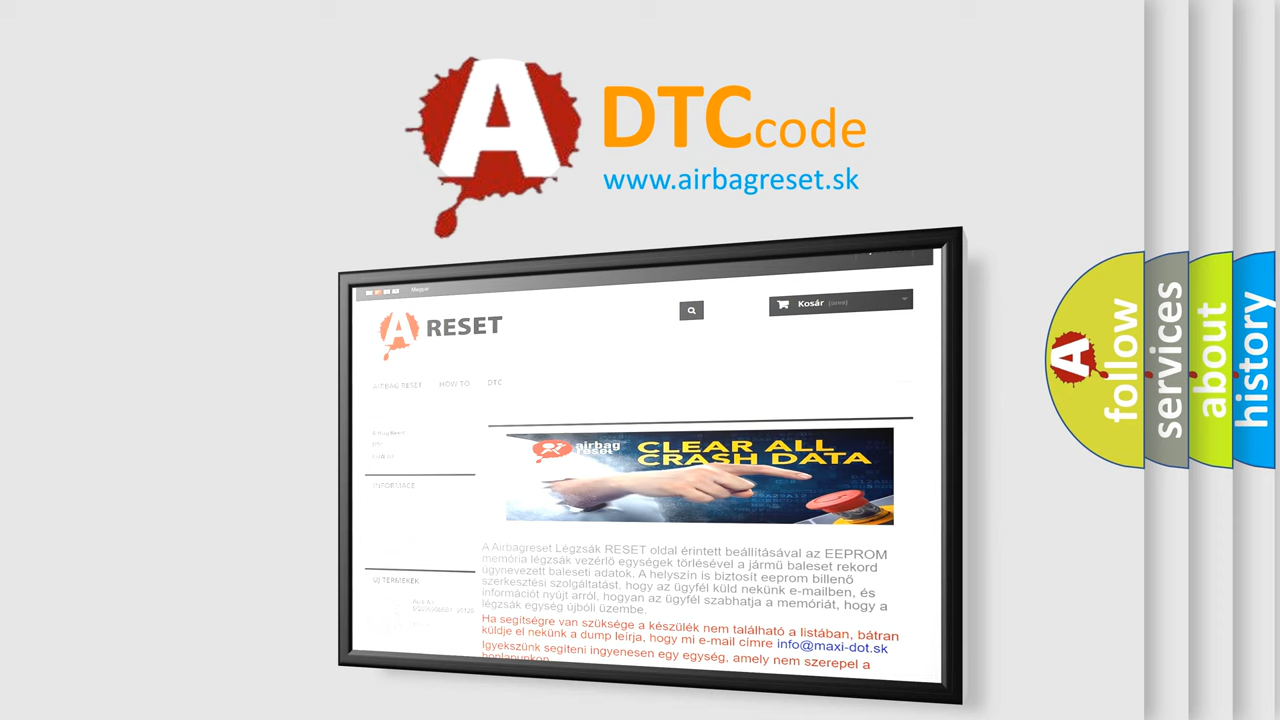 A
DTC code
www.airbagreset.sk
Magyar
A RESET
Kosár (üres)
AIRBAG RESET HOW TO DTC
INFORMACE
airbag reset
CLEAR ALL
CRASH DATA
A Airbagreset Légzsák RESET oldal érintett beállításával az EEPROM
memória légzsák vezérlő egységek törlésével a jármű baleset rekord
úgynevezett baleseti adatok. A helyszín is biztosít eeprom billenő
szerkesztési szolgáltatást, hogy az ügyfél küld nekünk e-mailben, és
információt nyújt arról, hogyan az ügyfél szabhatja a memóriát, hogy a
légzsák egység újbóli üzembe.
ÚJ TERMÉKEK
Ha segítségre van szüksége a készülék nem található a listában, bátran
küldje el nekünk a dump leírja, hogy mi e-mail címre info@maxi-dot.sk
Igyekszünk segíteni ingyenesen egy egység, amely nem szerepel a
honlapunkon
A
follow
services
about
history